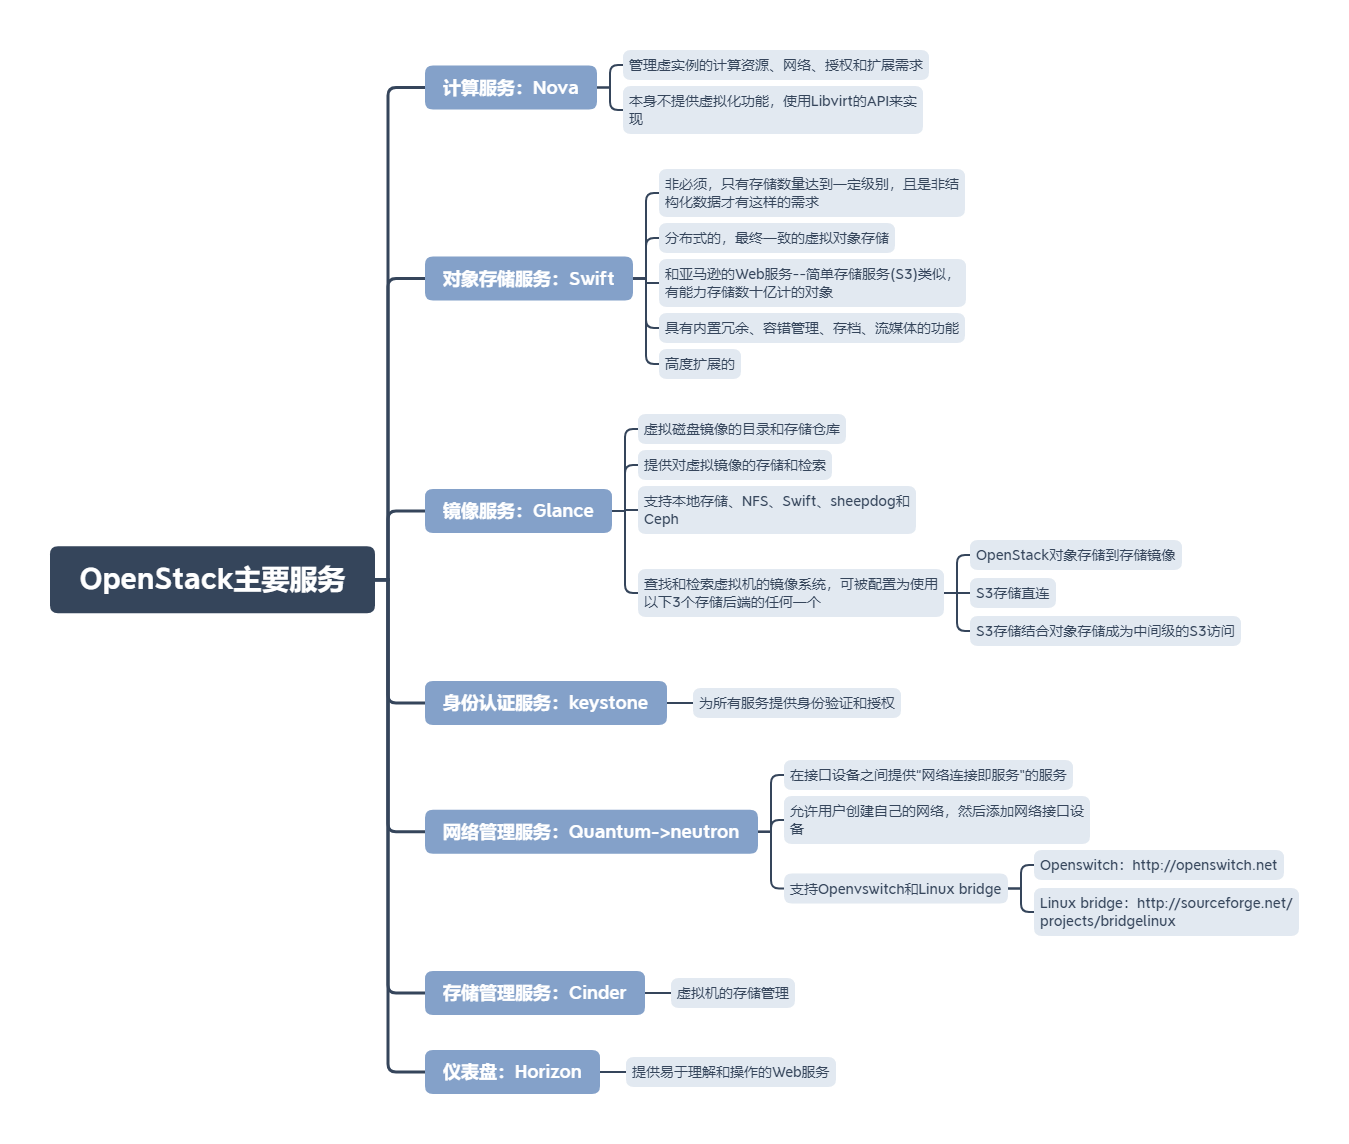 OpenStack主要服务
计算服务：Nova
管理虚实例的计算资源、网络、授权和扩展需求
本身不提供虚拟化功能，使用Libvirt的API来实
现
对象存储服务：Swift
非必须，只有存储数量达到一定级别，且是非结
构化数据才有这样的需求
分布式的，最终一致的虚拟对象存储
和亚马逊的Web服务--简单存储服务(S3)类似，
有能力存储数十亿计的对象
具有内置冗余、容错管理、存档、流媒体的功能
高度扩展的
镜像服务：Glance
虚拟磁盘镜像的目录和存储仓库
提供对虚拟镜像的存储和检索
支持本地存储、NFS、Swift、sheepdog和
Ceph
查找和检索虚拟机的镜像系统，可被配置为使用
以下3个存储后端的任何一个
OpenStack对象存储到存储镜像
S3存储直连
S3存储结合对象存储成为中间级的S3访问
身份认证服务：keystone
为所有服务提供身份验证和授权
网络管理服务：Quantum->neutron
在接口设备之间提供"网络连接即服务"的服务
允许用户创建自己的网络，然后添加网络接口设
备
支持Openvswitch和Linux bridge
Openswitch：http://openswitch.net
Linux bridge：http://sourceforge.net/
projects/bridgelinux
存储管理服务：Cinder
虚拟机的存储管理
仪表盘：Horizon
提供易于理解和操作的Web服务